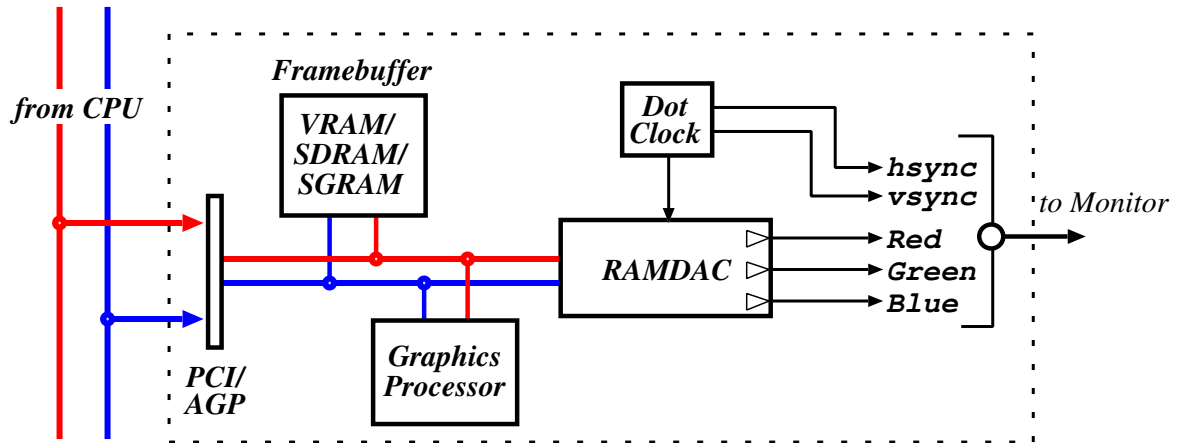 Framebuffer
from CPU
VRAM/
SDRAM/
SGRAM
Dot
Clock
hsync
vsync
to Monitor
Red
RAMDAC
Green
Blue
Graphics
Processor
PCI/
AGP